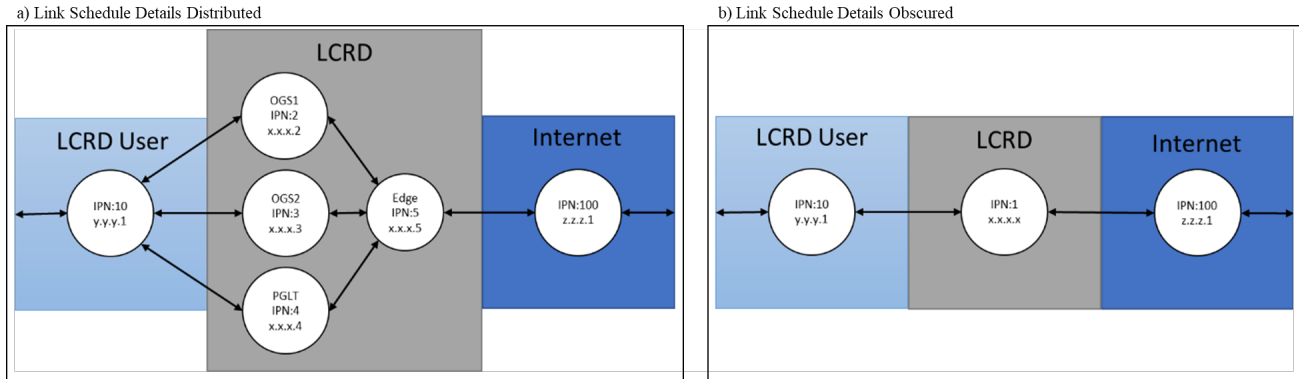 a) Link Schedule Details Distributed
LCRD
LCRD User
Internet
OGS1
IPN:2
x.x.x.2
IPN:10
y.y.y.1
OGS2
IPN:3
x.x.x.3
Edge
IPN:5
x.x.x.5
IPN:100
z.z.z.1
PGLT
IPN:4
x.x.x.4
b) Link Schedule Details Obscured
LCRD User
LCRD
Internet
IPN:10
y.y.y.1
IPN:1
x.x.x.x
IPN:100
z.z.z.1